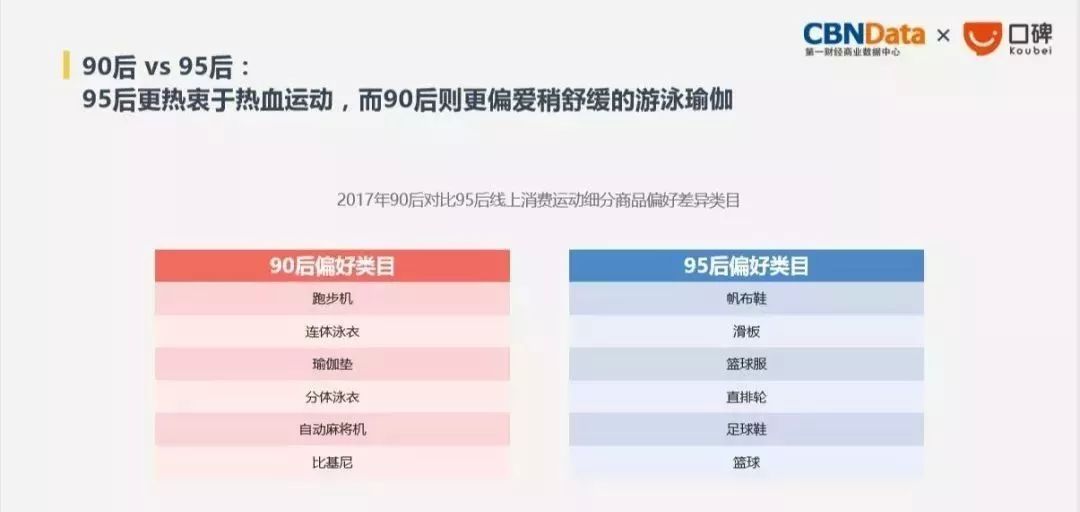 CBNData × 口碑
第一财经商业数据中心 Koubei
90后 vs 95后：
95后更热衷于热血运动，而90后则更偏爱稍舒缓的游泳瑜伽
2017年90后对比95后线上消费运动细分商品偏好差异类目
90后偏好类目
跑步机
连体泳衣
瑜伽垫
分体泳衣
自动麻将机
比基尼
95后偏好类目
帆布鞋
滑板
篮球服
直排轮
足球鞋
篮球